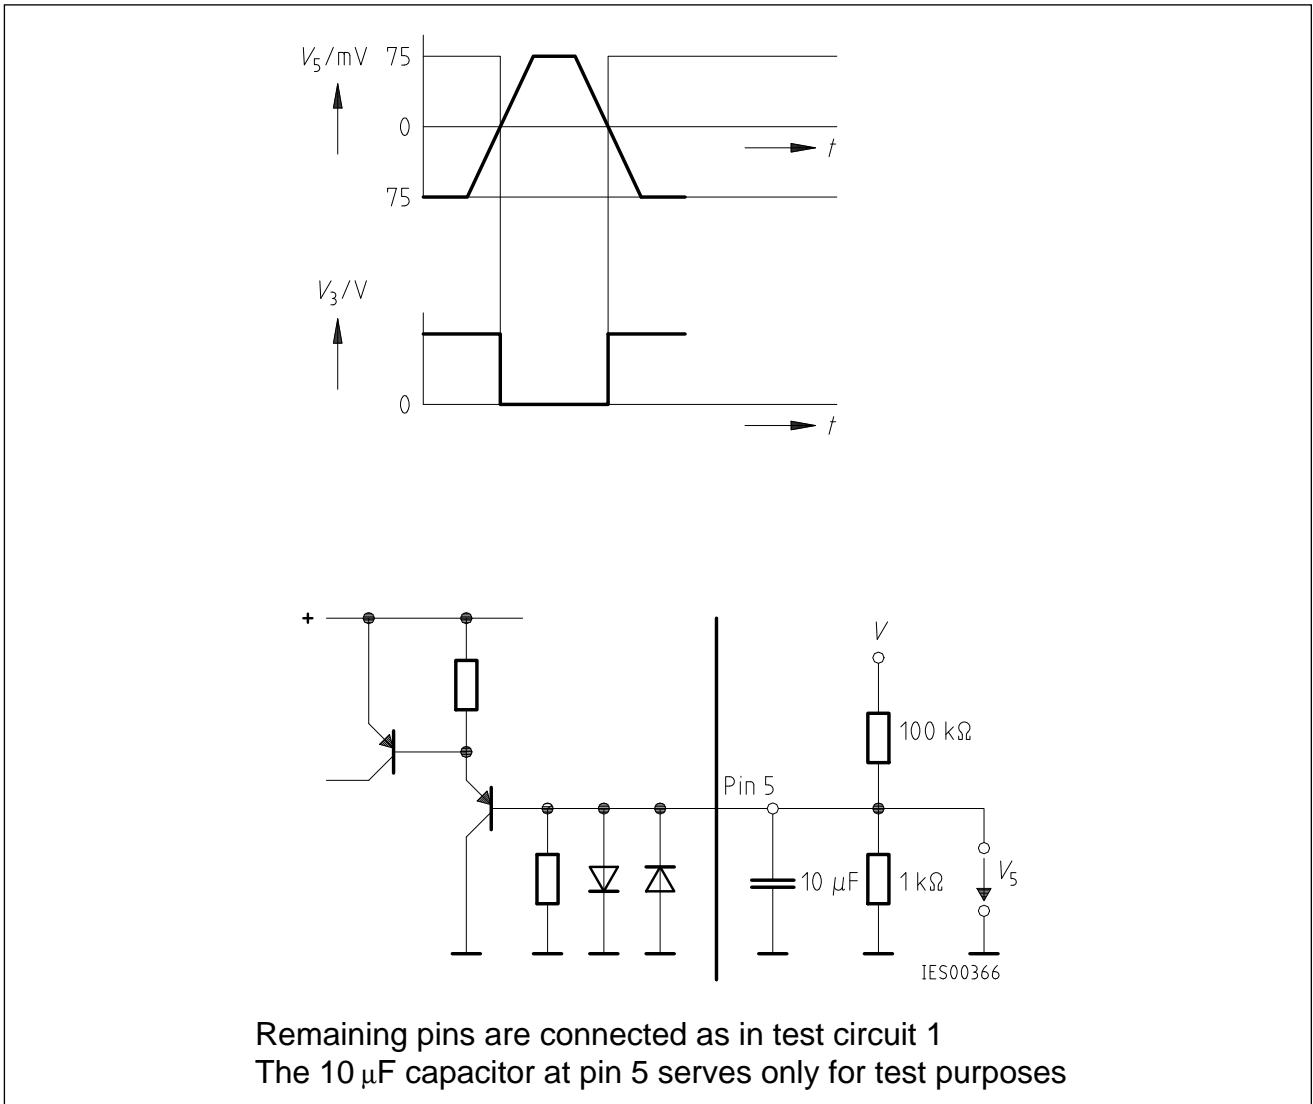 V5/mV
75
0
t
75
V3/V
0
t
+
V
100 kΩ
Pin 5
10 μF
1 kΩ
V5
IES00366
Remaining pins are connected as in test circuit 1
The 10 μF capacitor at pin 5 serves only for test purposes